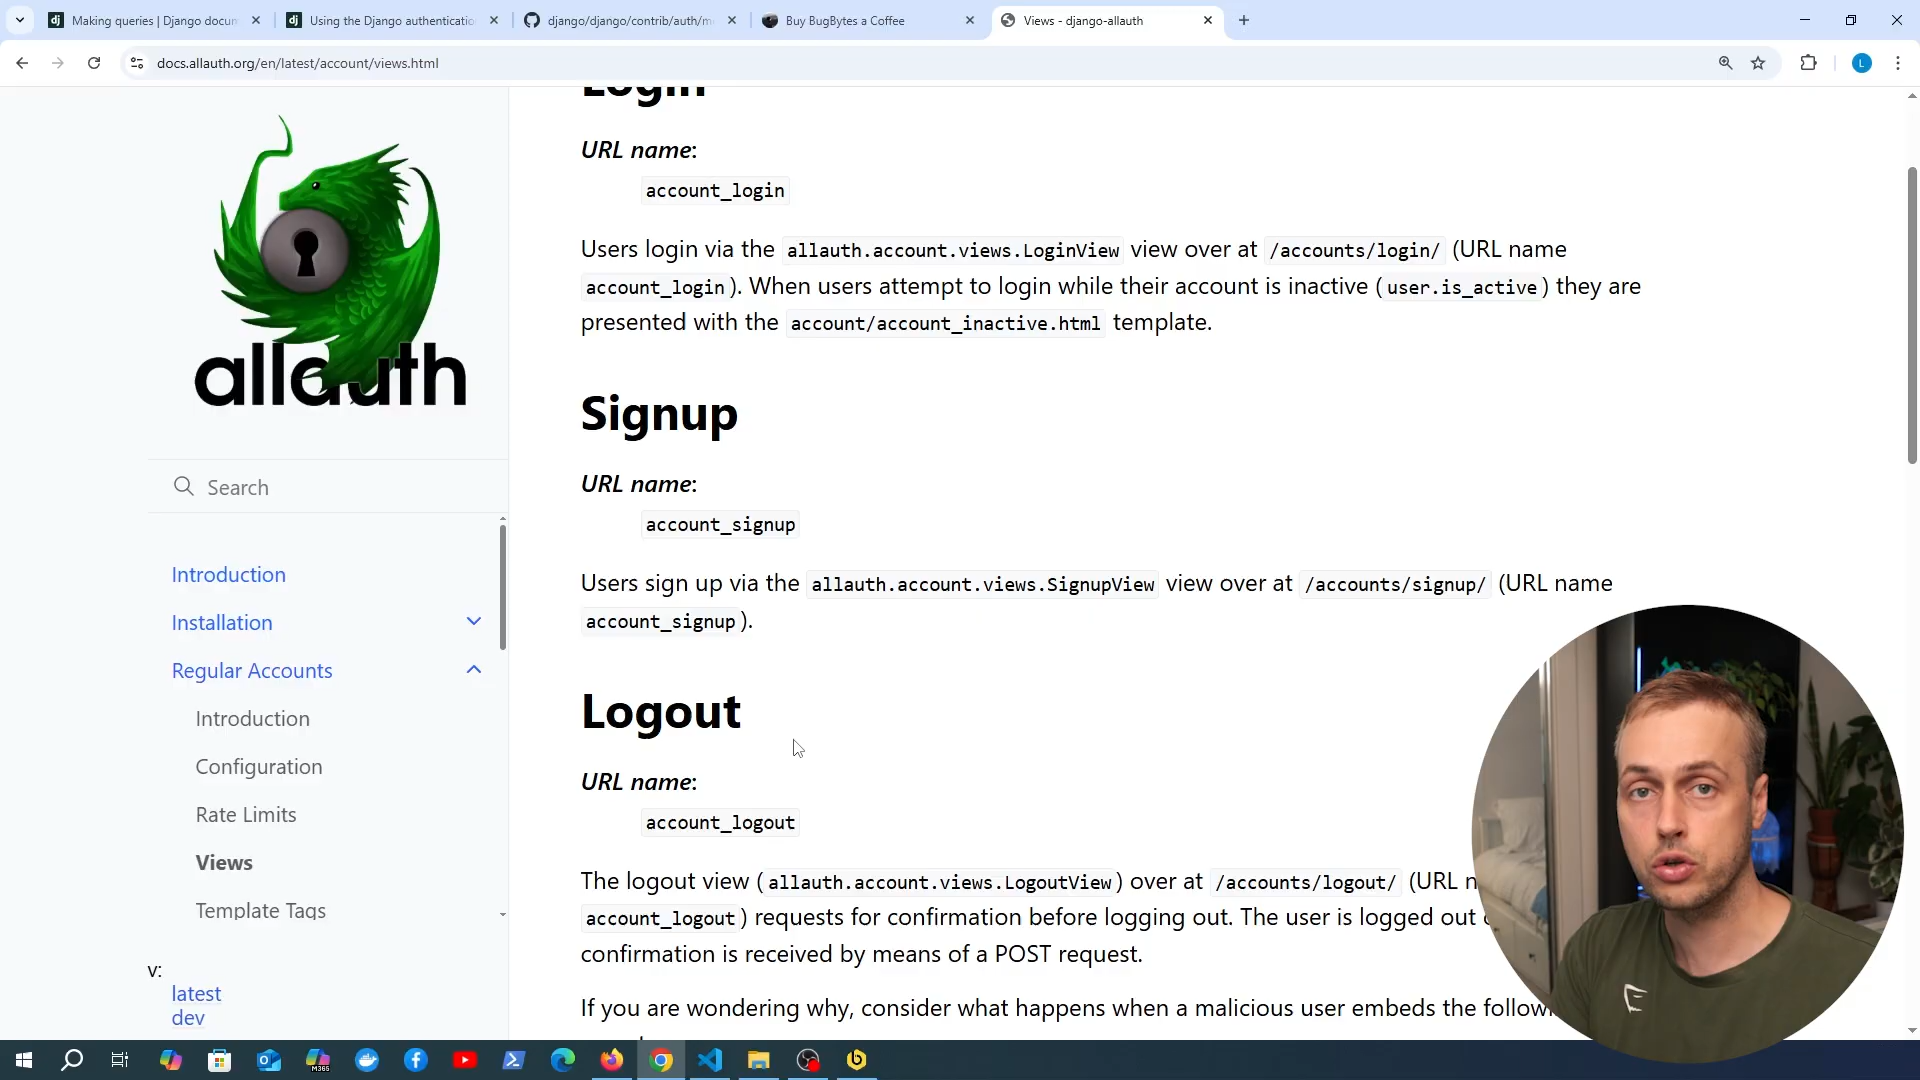 Making queries | Django docum
Using the Django authenticatio
django/django/contrib/auth/m
Buy BugBytes a Coffee
Views - django-allauth
docs.allauth.org/en/latest/account/views.html
L
allauth
Search
Introduction
Installation
Regular Accounts
Introduction
Configuration
Rate Limits
Views
Template Tags
v:
latest
dev
Login
URL name:
account_login
Users login via the allauth.account.views.LoginView view over at /accounts/login/ (URL name
account_login). When users attempt to login while their account is inactive (user.is_active) they are
presented with the account/account_inactive.html template.
Signup
URL name:
account_signup
Users sign up via the allauth.account.views.SignupView view over at /accounts/signup/ (URL name
account_signup).
Logout
URL name:
account_logout
The logout view (allauth.account.views.LogoutView) over at /accounts/logout/ (URL n
account_logout) requests for confirmation before logging out. The user is logged out
confirmation is received by means of a POST request.
If you are wondering why, consider what happens when a malicious user embeds the follow
M365